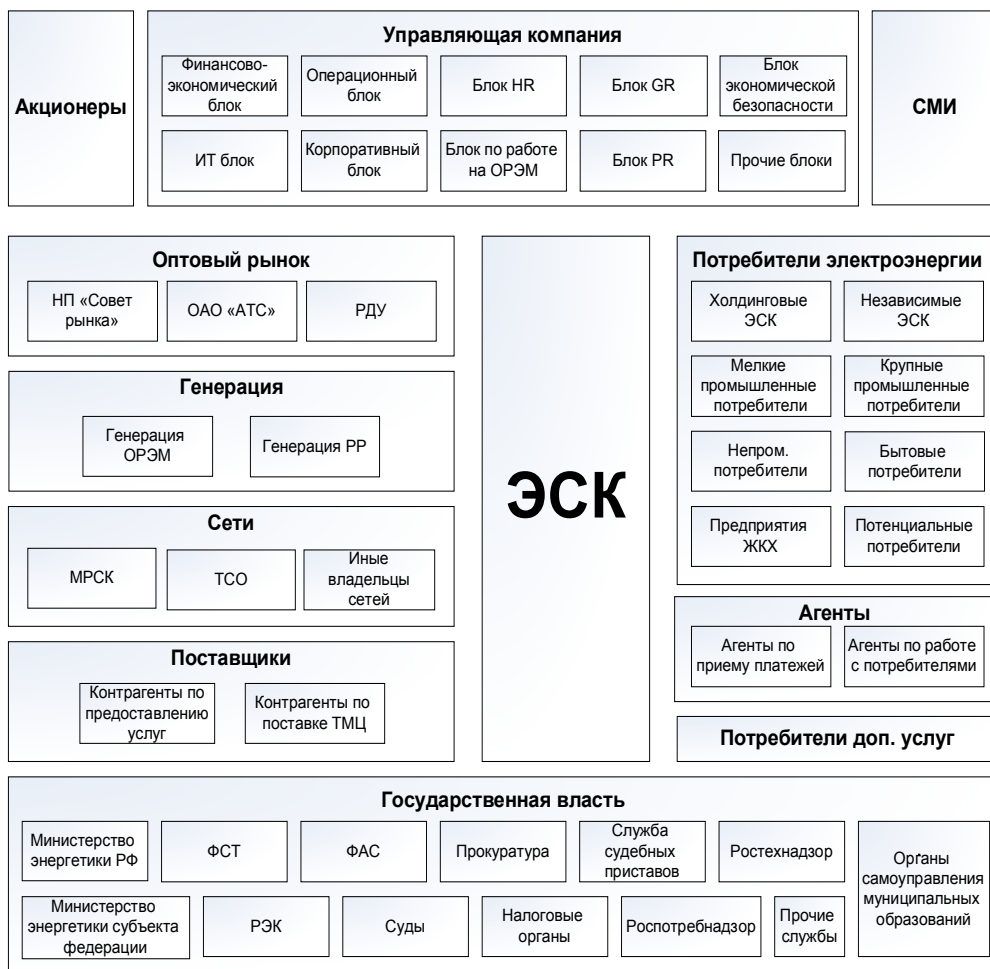 Акционеры
Управляющая компания
Финансово-
экономический
блок
Операционный
блок
Блок HR
Блок GR
Блок
экономической
безопасности
ИТ блок
Корпоративный
блок
Блок по работе
на ОРЭМ
Блок PR
Прочие блоки
СМИ
Оптовый рынок
НП «Совет
рынка»
ОАО «АТС»
РДУ
Генерация
Генерация
ОРЭМ
Генерация РР
Сети
МРСК
ТСО
Иные
владельцы
сетей
Поставщики
Контрагенты по
предоставлению
услуг
Контрагенты по
поставке ТМЦ
ЭСК
Потребители электроэнергии
Холдинговые
ЭСК
Независимые
ЭСК
Мелкие
промышленные
потребители
Крупные
промышленные
потребители
Непром.
потребители
Бытовые
потребители
Предприятия
ЖКХ
Потенциальные
потребители
Агенты
Агенты по
приему платежей
Агенты по работе
с потребителями
Потребители доп. услуг
Государственная власть
Министерство
энергетики РФ
ФСТ
ФАС
Прокуратура
Служба
судебных
приставов
Ростехнадзор
Органы
самоуправления
муниципальных
образований
Министерство
энергетики субъекта
федерации
РЭК
Суды
Налоговые
органы
Роспотребнадзор
Прочие
службы